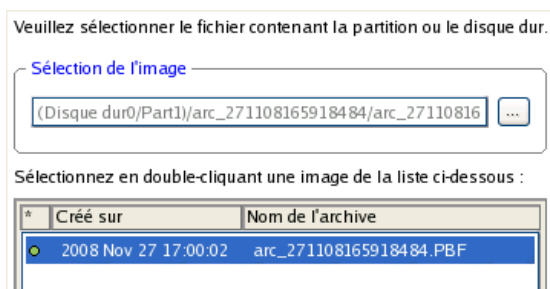 Veuillez sélectionner le fichier contenant la partition ou le disque dur.
Sélection de l'image
(Disque dur0/Part1)/arc_271108165918484/arc_27110816
...
Sélectionnez en double-cliquant une image de la liste ci-dessous :
* Créé sur Nom de l'archive
2008 Nov 27 17:00:02 arc_271108165918484.PBF